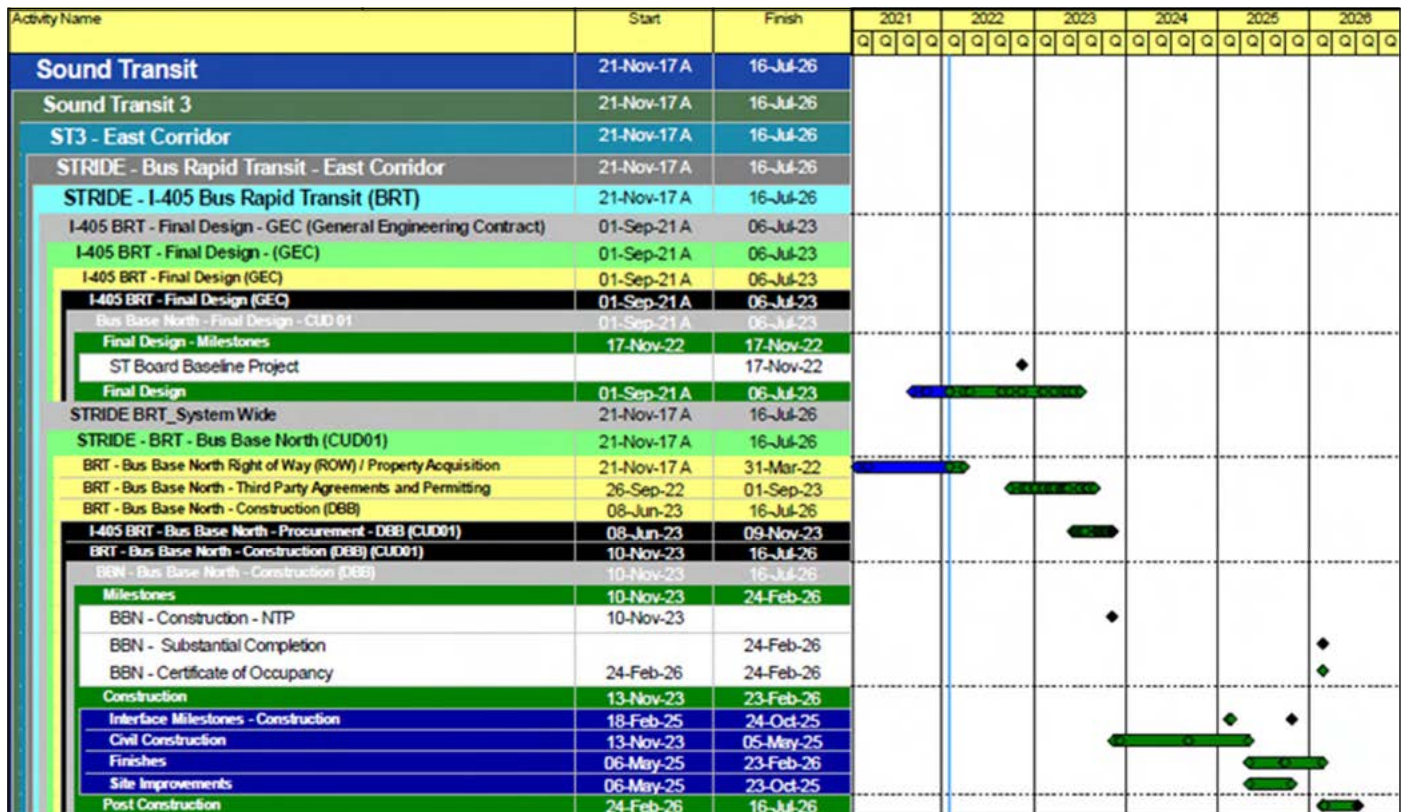 Activity Name Start Finish 2021 2022 2023 2024 2025 2026
Q Q Q Q Q Q Q Q Q Q Q Q Q Q Q Q Q Q Q Q Q Q Q Q
Sound Transit 21-Nov-17 A 16-Jul-26
Sound Transit 3 21-Nov-17 A 16-Jul-26
ST3 - East Corridor 21-Nov-17 A 16-Jul-26
STRIDE - Bus Rapid Transit - East Corridor 21-Nov-17 A 16-Jul-26
STRIDE - I-405 Bus Rapid Transit (BRT) 21-Nov-17 A 16-Jul-26
I-405 BRT - Final Design - GEC (General Engineering Contract) 01-Sep-21 A 06-Jul-23
I-405 BRT - Final Design - (GEC) 01-Sep-21 A 06-Jul-23
I-405 BRT - Final Design (GEC) 01-Sep-21 A 06-Jul-23
I-405 BRT - Final Design (GEC) 01-Sep-21 A 06-Jul-23
Bus Base North - Final Design - CUD 01 01-Sep-21 A 06-Jul-23
Final Design - Milestones 17-Nov-22 17-Nov-22
ST Board Baseline Project 17-Nov-22
Final Design 01-Sep-21 A 06-Jul-23
STRIDE BRT_System Wide 21-Nov-17 A 16-Jul-26
STRIDE - BRT - Bus Base North (CUD01) 21-Nov-17 A 16-Jul-26
BRT - Bus Base North Right of Way (ROW) / Property Acquisition 21-Nov-17 A 31-Mar-22
BRT - Bus Base North - Third Party Agreements and Permitting 26-Sep-22 01-Sep-23
BRT - Bus Base North - Construction (DBB) 08-Jun-23 16-Jul-26
I-405 BRT - Bus Base North - Procurement - DBB (CUD01) 08-Jun-23 09-Nov-23
BRT - Bus Base North - Construction (DBB) (CUD01) 10-Nov-23 16-Jul-26
BBN - Bus Base North - Construction (DBB) 10-Nov-23 16-Jul-26
Milestones 10-Nov-23 24-Feb-26
BBN - Construction - NTP 10-Nov-23
BBN - Substantial Completion 24-Feb-26
BBN - Certificate of Occupancy 24-Feb-26 24-Feb-26
Construction 13-Nov-23 23-Feb-26
Interface Milestones - Construction 18-Feb-25 24-Oct-25
Civil Construction 13-Nov-23 05-May-25
Finishes 06-May-25 23-Feb-26
Site Improvements 06-May-25 23-Oct-25
Post Construction 24-Feb-26 16-Jul-26